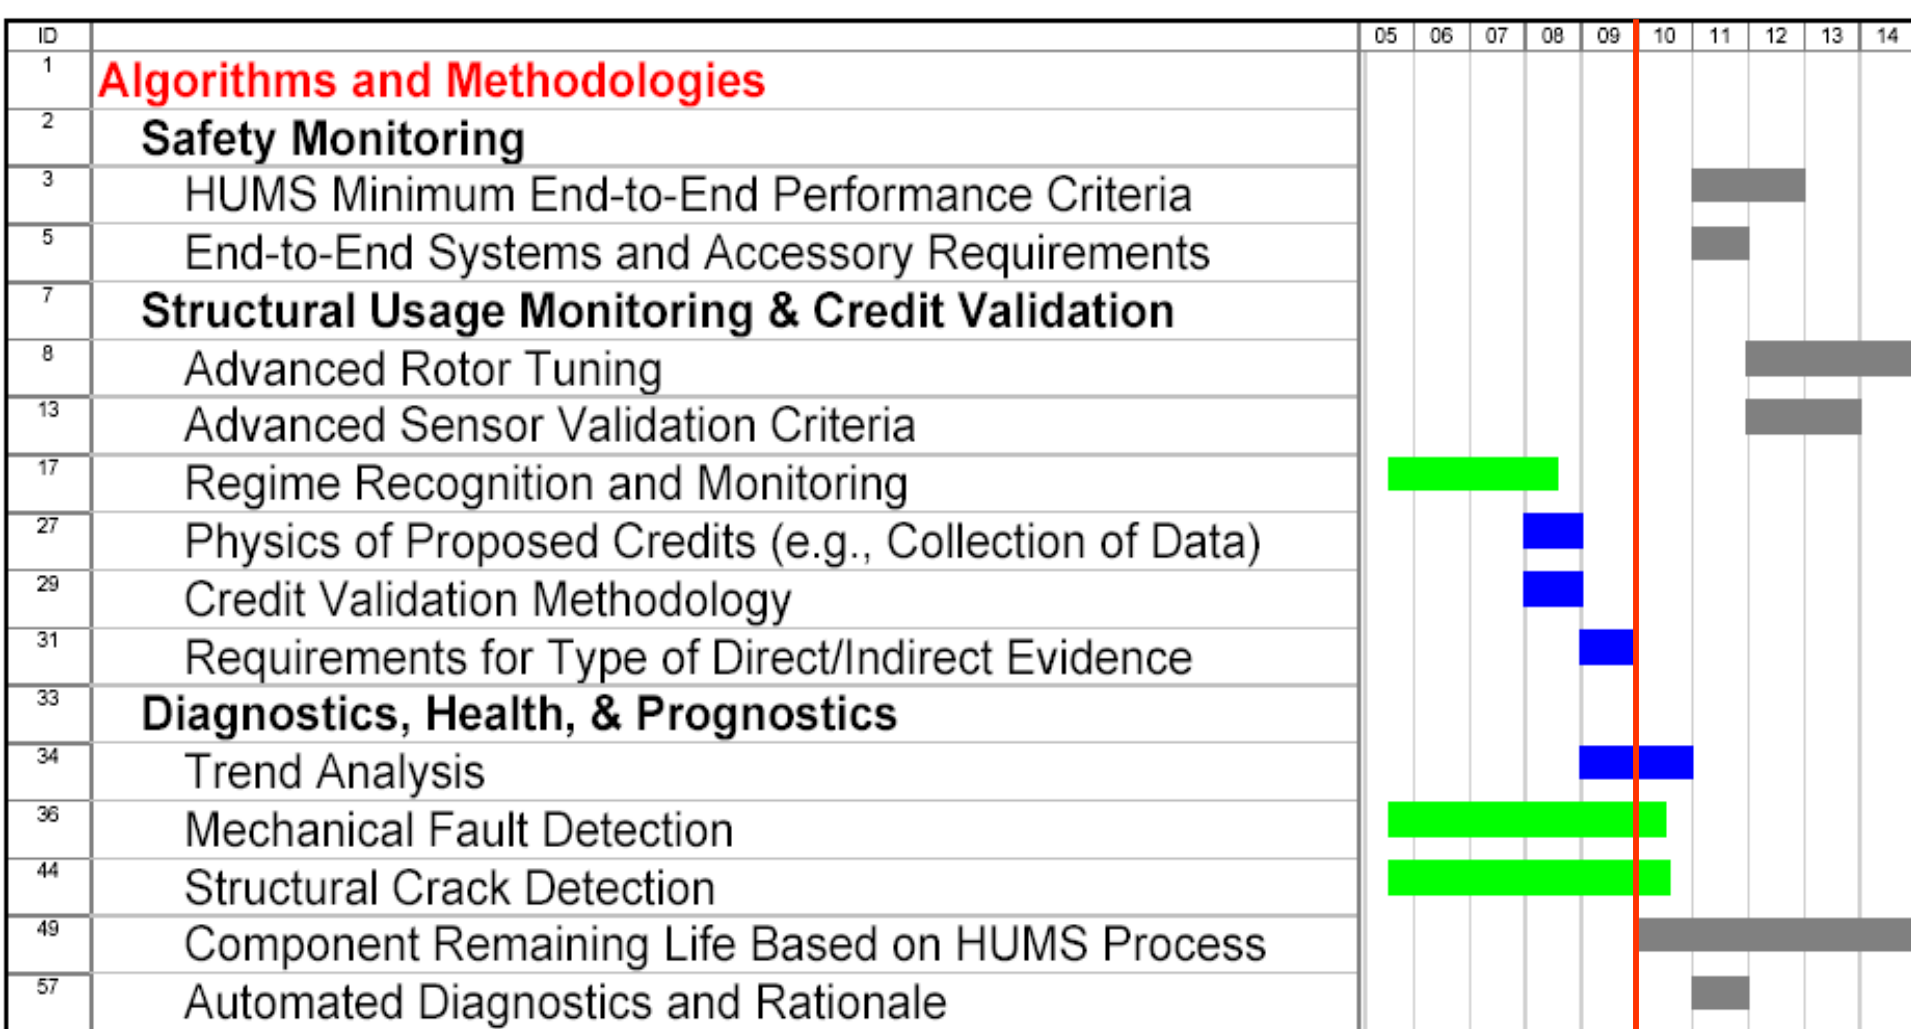 ID 05 06 07 08 09 10 11 12 13 14
1 Algorithms and Methodologies
2 Safety Monitoring
3 HUMS Minimum End-to-End Performance Criteria
5 End-to-End Systems and Accessory Requirements
7 Structural Usage Monitoring & Credit Validation
8 Advanced Rotor Tuning
13 Advanced Sensor Validation Criteria
17 Regime Recognition and Monitoring
27 Physics of Proposed Credits (e.g., Collection of Data)
29 Credit Validation Methodology
31 Requirements for Type of Direct/Indirect Evidence
33 Diagnostics, Health, & Prognostics
34 Trend Analysis
36 Mechanical Fault Detection
44 Structural Crack Detection
49 Component Remaining Life Based on HUMS Process
57 Automated Diagnostics and Rationale